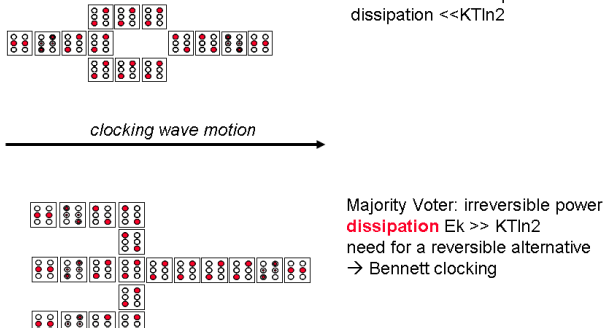 dissipation <<KTln2
clocking wave motion
Majority Voter: irreversible power
dissipation Ek >> KTln2
need for a reversible alternative
→ Bennett clocking